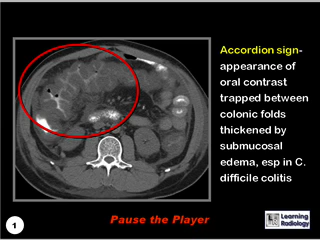 Accordion sign-
appearance of
oral contrast
trapped between
colonic folds
thickened by
submucosal
edema, esp in C.
difficile colitis
Pause the Player
1
Learning
Radiology